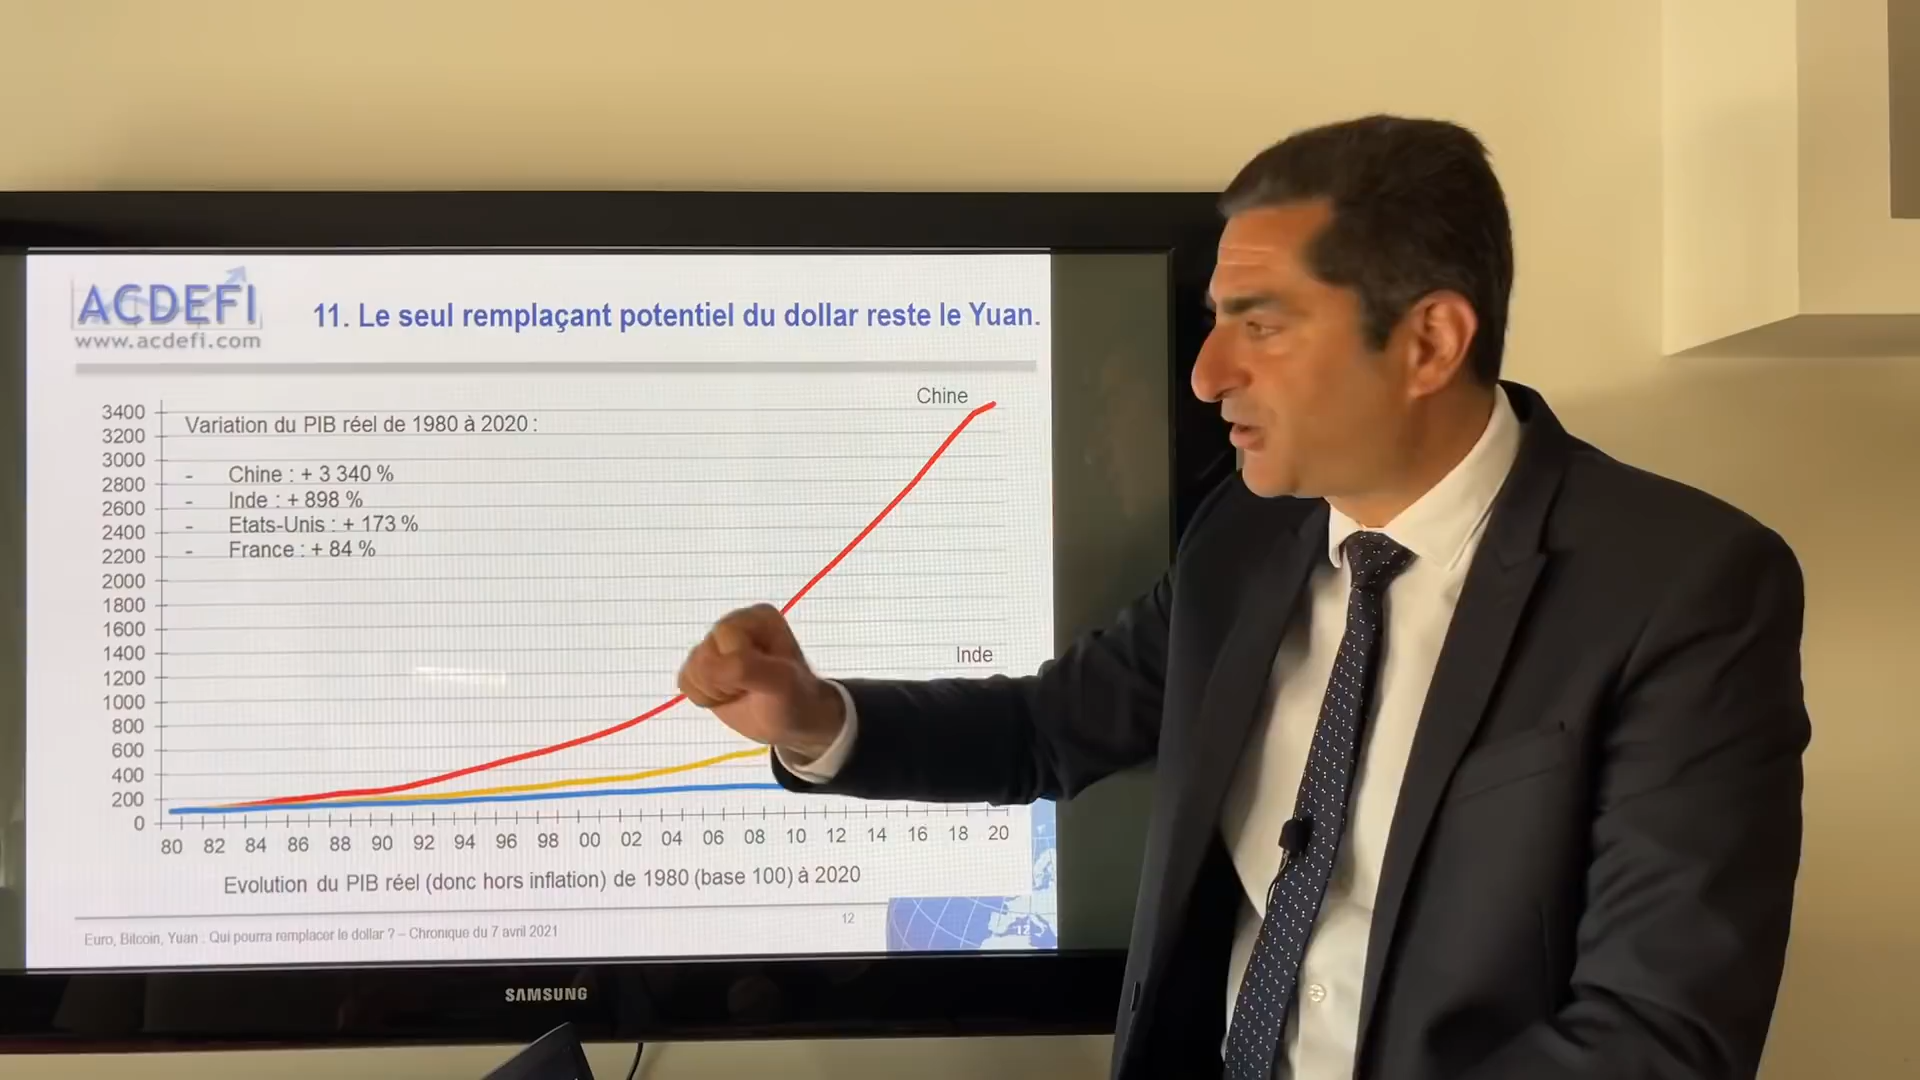 ACDEFI
www.acdefi.com
11. Le seul remplaçant potentiel du dollar reste le Yuan.
Chine
3400
3200
3000
2800
2600
2400
2200
2000
1800
1600
1400
1200
1000
800
600
400
200
0
Variation du PIB réel de 1980 à 2020 :
- Chine : + 3 340 %
- Inde : + 898 %
- Etats-Unis : + 173 %
- France : + 84 %
Inde
80 82 84 86 88 90 92 94 96 98 00 02 04 06 08 10 12 14 16 18 20
Evolution du PIB réel (donc hors inflation) de 1980 (base 100) à 2020
Euro, Bitcoin, Yuan : Qui pourra remplacer le dollar ? – Chronique du 7 avril 2021
12
12
SAMSUNG